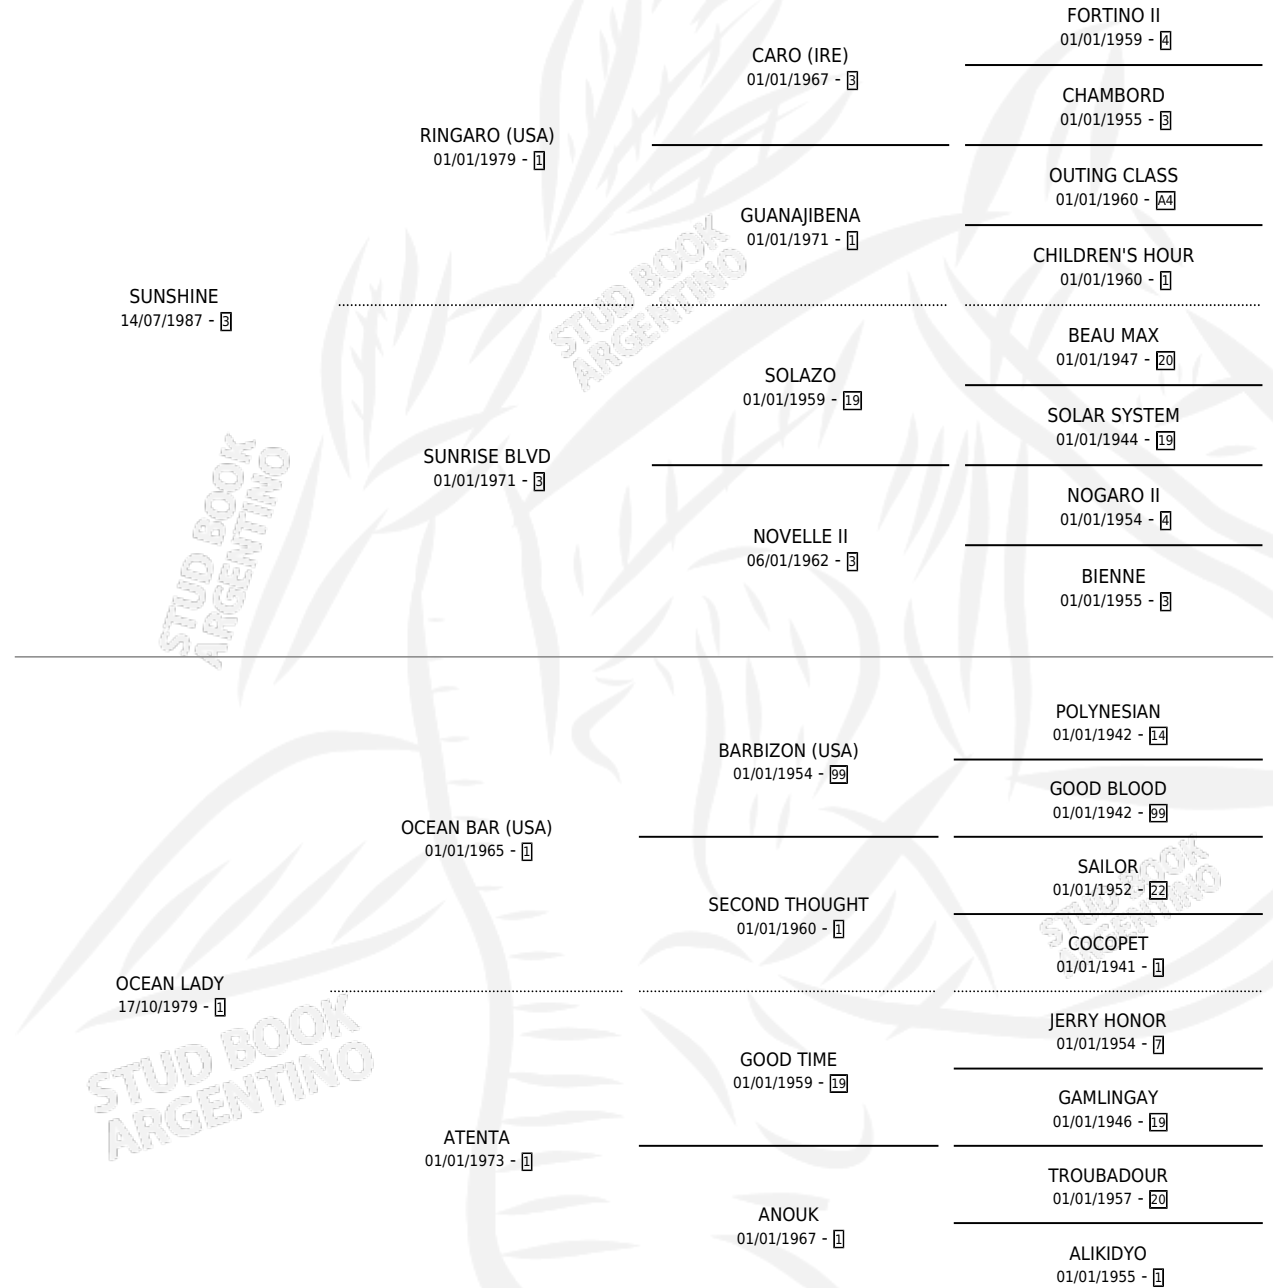 FORTINO II
01/01/1959 - 4
CARO (IRE)
01/01/1967 - 3
CHAMBORD
01/01/1955 - 3
RINGARO (USA)
01/01/1979 - 1
OUTING CLASS
01/01/1960 - A4
GUANAJIBENA
01/01/1971 - 1
CHILDREN'S HOUR
01/01/1960 - 1
SUNSHINE
14/07/1987 - 3
BEAU MAX
01/01/1947 - 20
SOLAZO
01/01/1959 - 19
SOLAR SYSTEM
01/01/1944 - 19
SUNRISE BLVD
01/01/1971 - 3
NOGARO II
01/01/1954 - 4
NOVELLE II
06/01/1962 - 3
BIENNE
01/01/1955 - 3
STUD BOOK
ARGENTINO
STUD BOOK
ARGENTINO
POLYNESIAN
01/01/1942 - 14
BARBIZON (USA)
01/01/1954 - 99
GOOD BLOOD
01/01/1942 - 99
OCEAN BAR (USA)
01/01/1965 - 1
SAILOR
01/01/1952 - 22
SECOND THOUGHT
01/01/1960 - 1
COCOPET
01/01/1941 - 1
OCEAN LADY
17/10/1979 - 1
JERRY HONOR
01/01/1954 - 7
GOOD TIME
01/01/1959 - 19
GAMLINGAY
01/01/1946 - 19
ATENTA
01/01/1973 - 1
TROUBADOUR
01/01/1957 - 20
ANOUK
01/01/1967 - 1
ALIKIDYO
01/01/1955 - 1
STUD BOOK
ARGENTINO
STUD BOOK
ARGENTINO